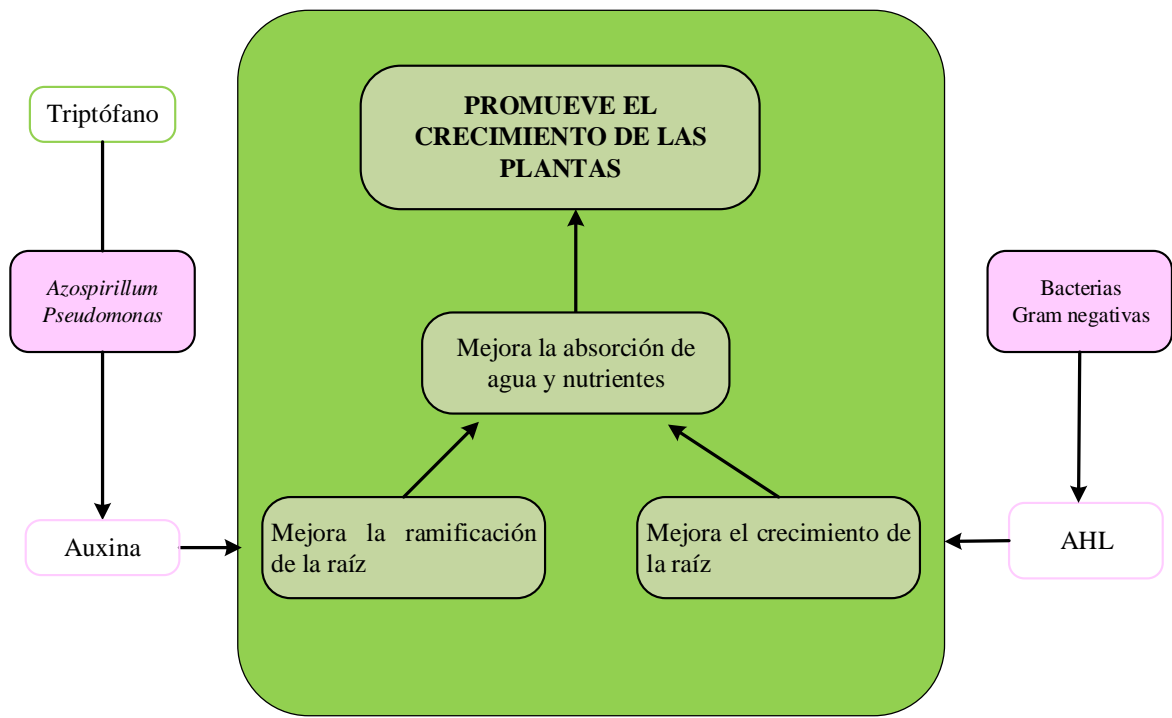 PROMUEVE EL
CRECIMIENTO DE LAS
PLANTAS
Triptófano
Azospirillum
Pseudomonas
Bacterias
Gram negativas
Mejora la absorción de
agua y nutrientes
Mejora la ramificación
de la raíz
Mejora el crecimiento de
la raíz
Auxina
AHL